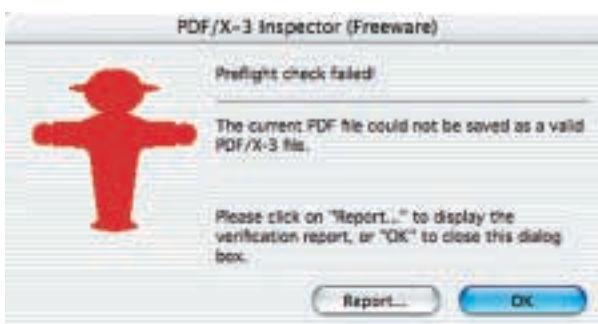 PDF/X-3 Inspector (Freeware)
Preflight check failed!
The current PDF file could not be saved as a valid
PDF/X-3 file.
Please click on "Report..." to display the
verification report, or "OK" to close this dialog
box.
Report...
OK